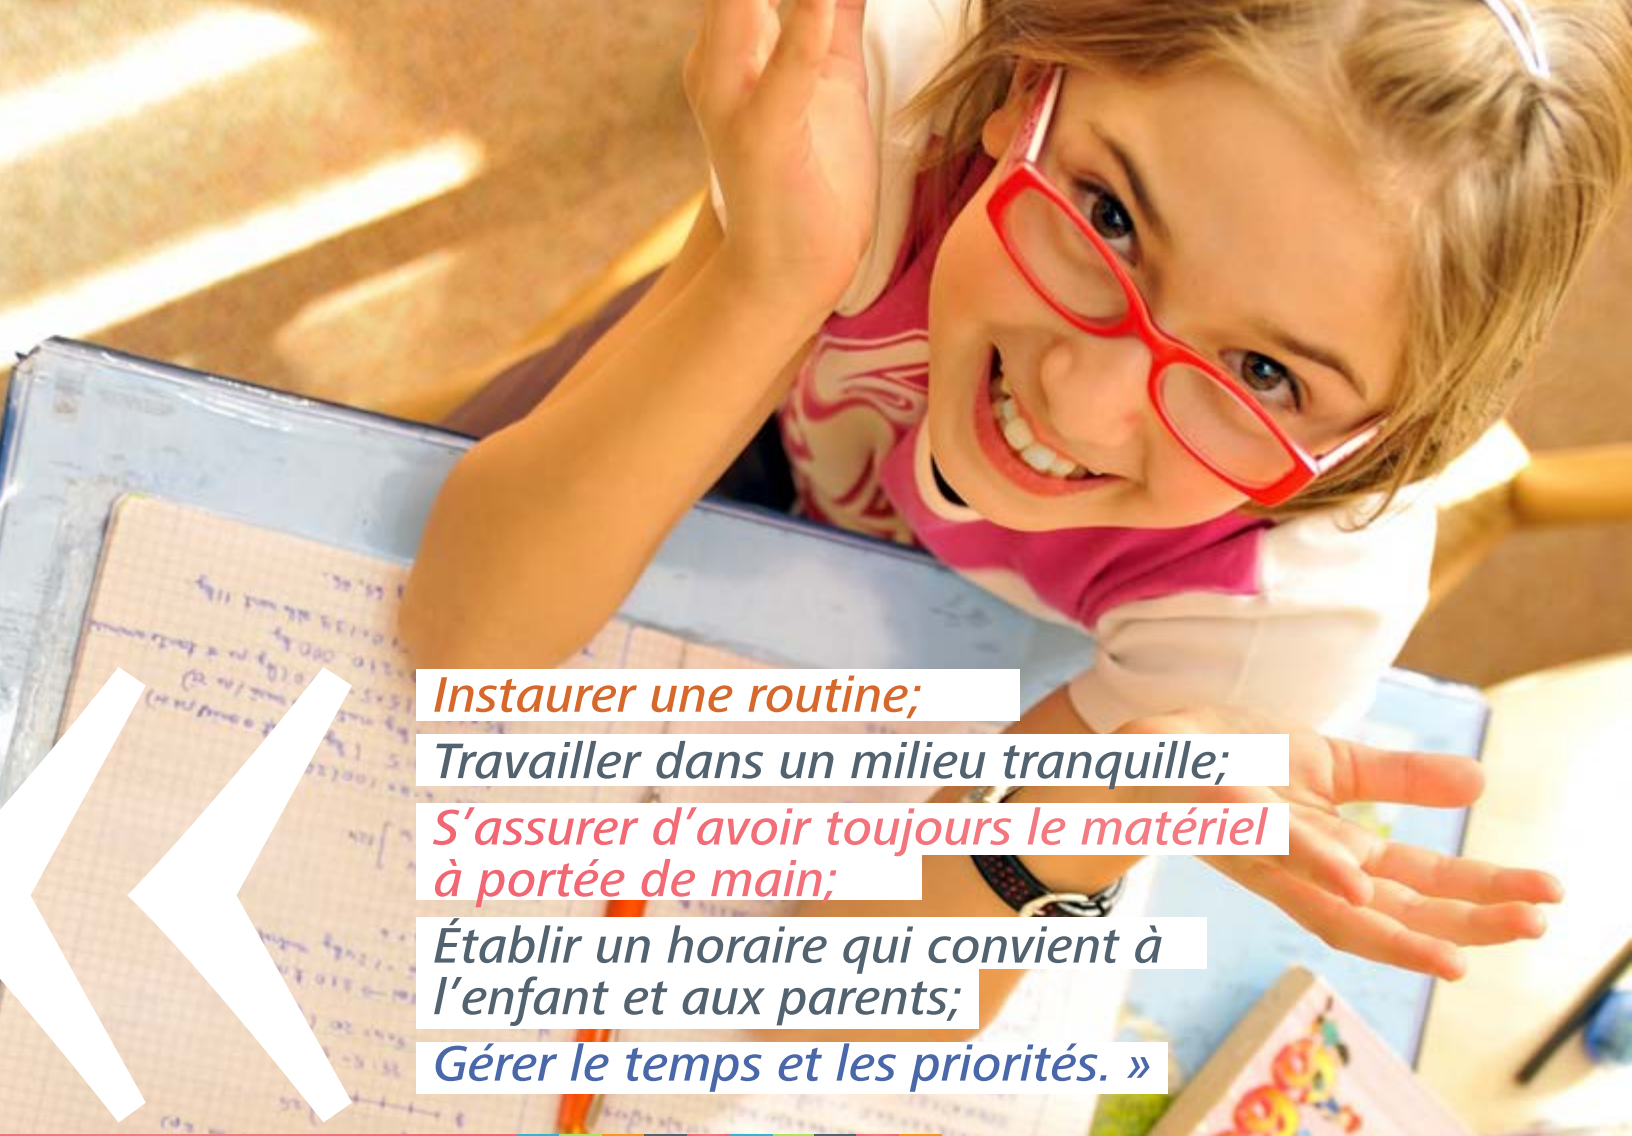 «
Instaurer une routine;
Travailler dans un milieu tranquille;
S’assurer d’avoir toujours le matériel
à portée de main;
Établir un horaire qui convient à
l’enfant et aux parents;
Gérer le temps et les priorités. »